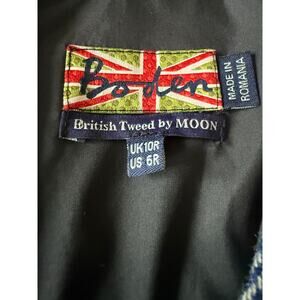 Boden
MADE IN
ROMANIA
British Tweed by MOON
UK10R
US 6R